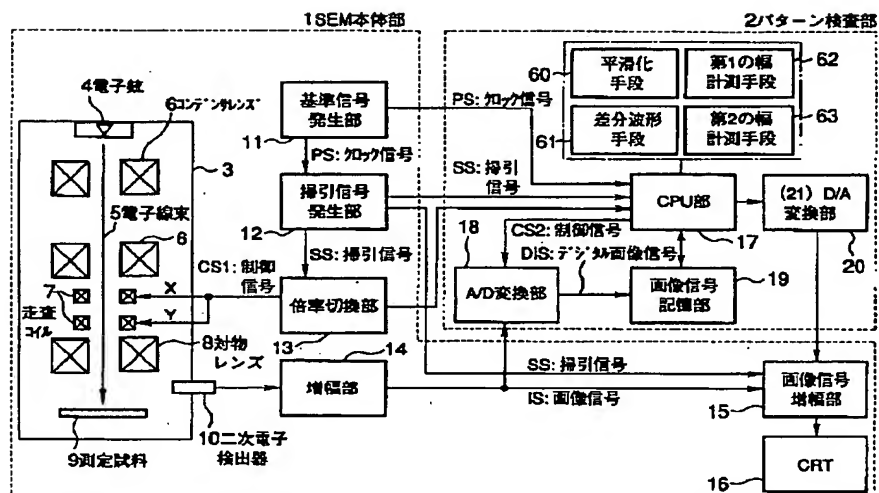 1SEM本体部
2パターン検査部
4電子銃
6コンデンサレンズ
3
5電子線束
6
7
走査
コイル
X
Y
8対物
レンズ
9測定試料
10二次電子
検出器
基準信号
発生部
11
PS:クロック信号
PS:クロック信号
掃引信号
発生部
12
SS:掃引信号
SS:掃引
信号
CS1:制御
信号
倍率切換部
13
14
増幅部
60
平滑化
手段
第1の幅
計測手段
62
61
差分波形
手段
第2の幅
計測手段
63
CPU部
17
(21) D/A
変換部
20
CS2:制御信号
DIS:デジタル画像信号
18
A/D変換部
画像信号
記憶部
19
SS:掃引信号
IS:画像信号
画像信号
増幅部
15
CRT
16